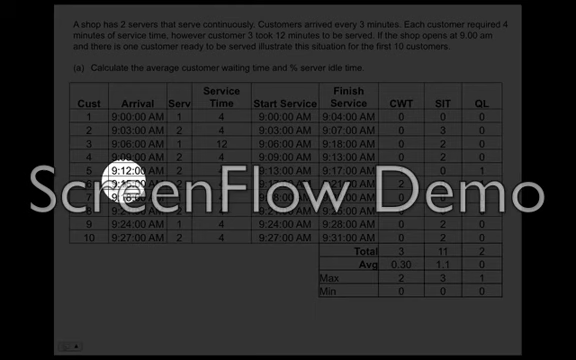 A shop has 2 servers that serve continuously. Customers arrived every 3 minutes. Each customer required 4
minutes of service time, however customer 3 took 12 minutes to be served. If the shop opens at 9.00 am
and there is one customer ready to be served illustrate this situation for the first 10 customers.
(a) Calculate the average customer waiting time and % server idle time.
Cust Arrival Serv Service Time Start Service Finish Service CWT SIT QL
1 9:00:00 AM 1 4 9:00:00 AM 9:04:00 AM 0 0 0
2 9:03:00 AM 2 4 9:03:00 AM 9:07:00 AM 0 3 0
3 9:06:00 AM 1 12 9:06:00 AM 9:18:00 AM 0 2 0
4 9:09:00 AM 2 4 9:09:00 AM 9:13:00 AM 0 2 0
5 9:12:00 AM 2 4 9:13:00 AM 9:17:00 AM 0 1
ScreenFlow Demo
9 9:24:00 AM 1 4 9:24:00 AM 9:28:00 AM 0 2 0
10 9:27:00 AM 2 4 9:27:00 AM 9:31:00 AM 0 2 0
Total 3 11 2
Avg 0.30 1.1 0
Max 2 3 1
Min 0 0 0